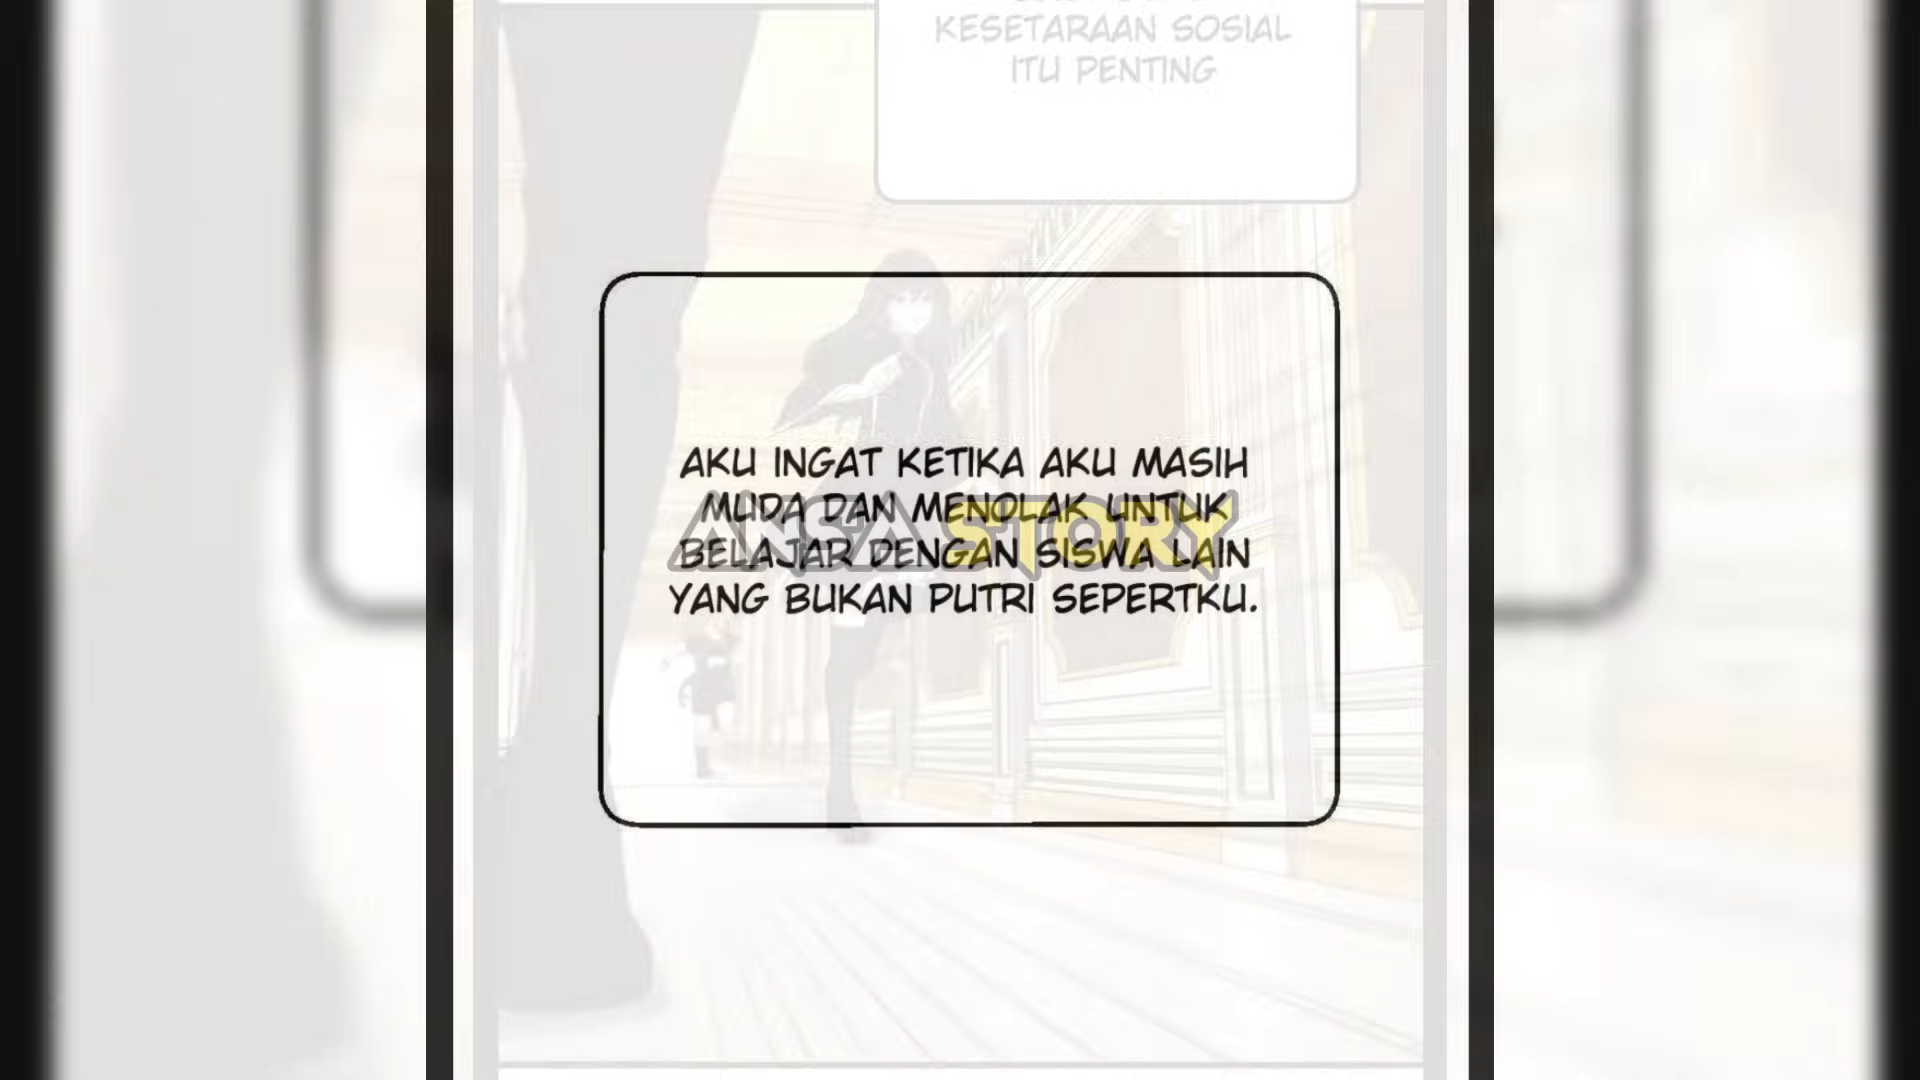 KESETARAAN SOSIAL
ITU PENTING
AKU INGAT KETIKA AKU MASIH
MUDA DAN MENOLAK UNTUK
BELAJAR DENGAN SISWA LAIN
YANG BUKAN PUTRI SEPERTKU.
ANSA STORY